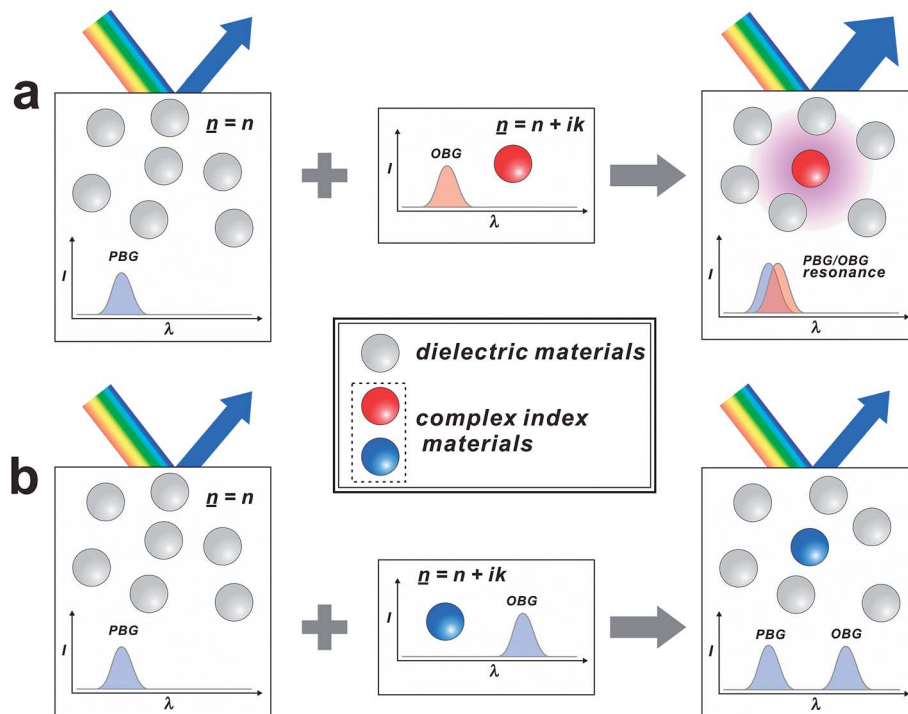 a
n = n
PBG
I
λ
n = n + ik
OBG
I
λ
PBG/OBG
resonance
I
λ
dielectric materials
complex index
materials
b
n = n
PBG
I
λ
n = n + ik
OBG
I
λ
PBG
OBG
I
λ